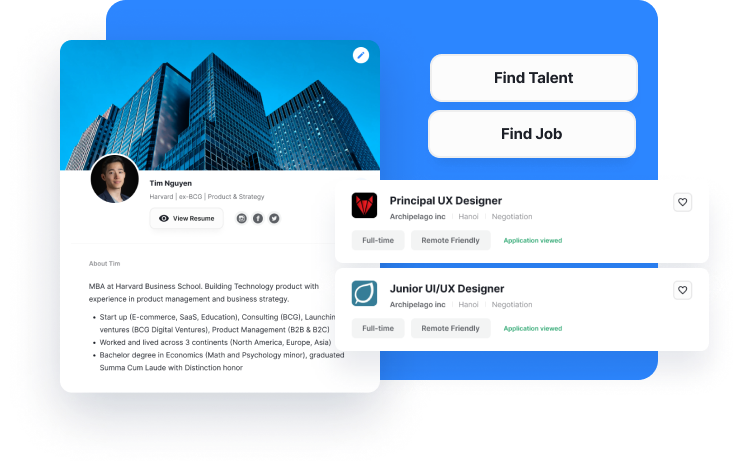 Find Talent
Find Job
Tim Nguyen
Harvard | ex-BCG | Product & Strategy
View Resume
About Tim
MBA at Harvard Business School. Building Technology product with
experience in product management and business strategy.
• Start up (E-commerce, SaaS, Education), Consulting (BCG), Launching
ventures (BCG Digital Ventures), Product Management (B2B & B2C)
• Worked and lived across 3 continents (North America, Europe, Asia)
• Bachelor degree in Economics (Math and Psychology minor), graduated
Summa Cum Laude with Distinction honor
Principal UX Designer
Archipelago inc | Hanoi | Negotiation
Full-time Remote Friendly Application viewed
Junior UI/UX Designer
Archipelago inc | Hanoi | Negotiation
Full-time Remote Friendly Application viewed